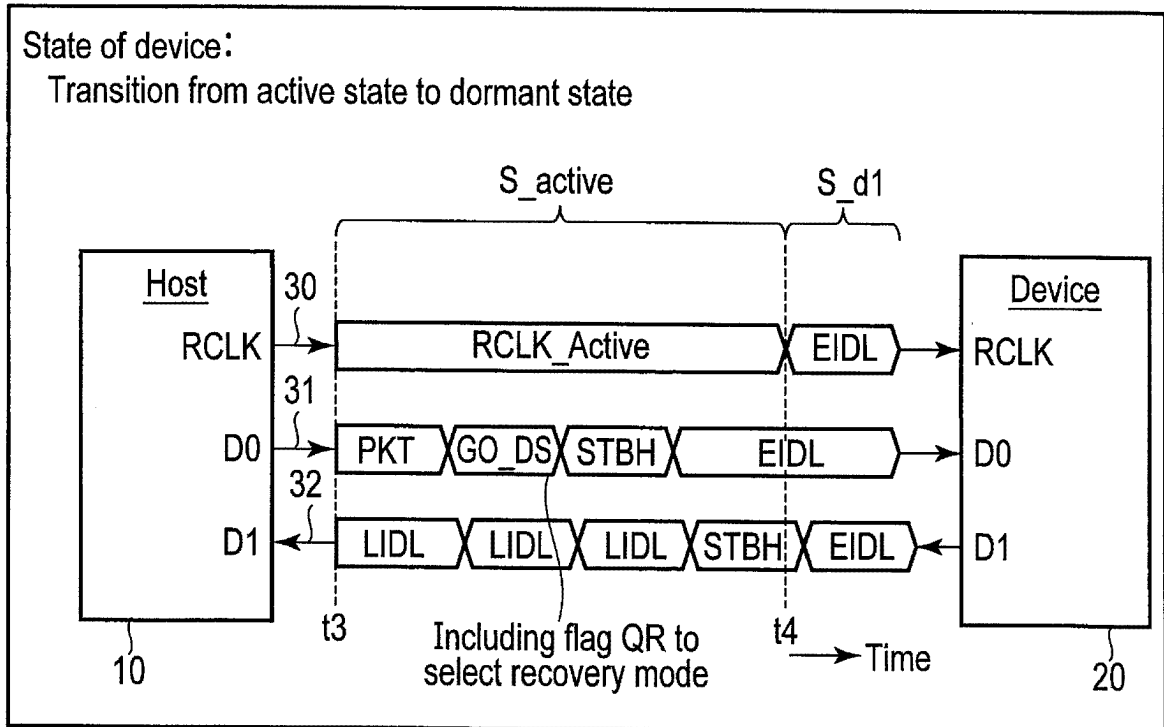 State of device:
Transition from active state to dormant state
S_active
S_d1
Host
Device
30
RCLK
RCLK_Active
EIDL
RCLK
31
D0
PKT
GO_DS
STBH
EIDL
D0
32
D1
LIDL
LIDL
LIDL
STBH
EIDL
D1
t3
t4
Time
Including flag QR to
select recovery mode
10
20